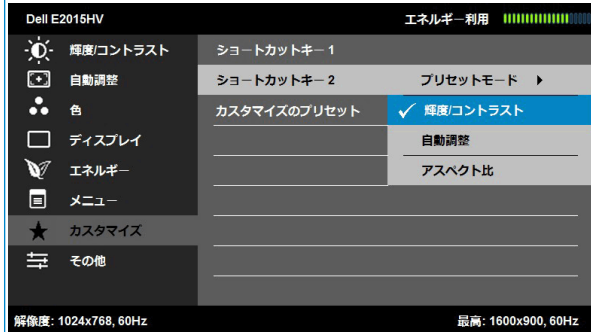 Dell E2015HV エネルギー利用
輝度/コントラスト ショートカットキー 1
自動調整 ショートカットキー 2 プリセットモード
色 カスタマイズのプリセット 輝度/コントラスト
ディスプレイ 自動調整
エネルギー アスペクト比
メニュー
カスタマイズ
その他
解像度: 1024x768, 60Hz 最高: 1600x900, 60Hz